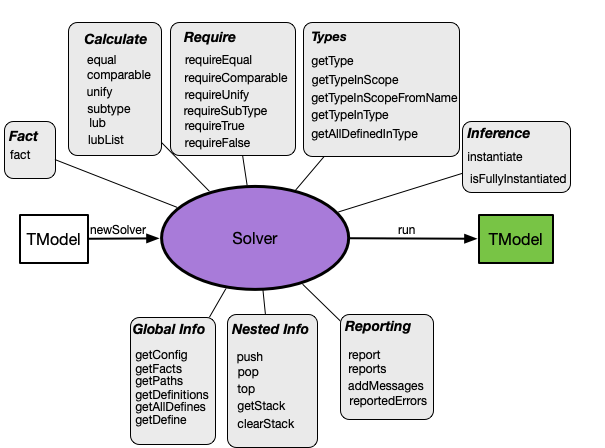 Calculate
equal
comparable
unify
subtype
lub
lubList
Require
requireEqual
requireComparable
requireUnify
requireSubType
requireTrue
requireFalse
Types
getType
getTypeInScope
getTypeInScopeFromName
getTypeInType
getAllDefinedInType
Fact
fact
Inference
instantiate
isFullyInstantiated
TModel
newSolver
Solver
run
TModel
Global Info
getConfig
getFacts
getPaths
getDefinitions
getAllDefines
getDefine
Nested Info
push
pop
top
getStack
clearStack
Reporting
report
reports
addMessages
reportedErrors